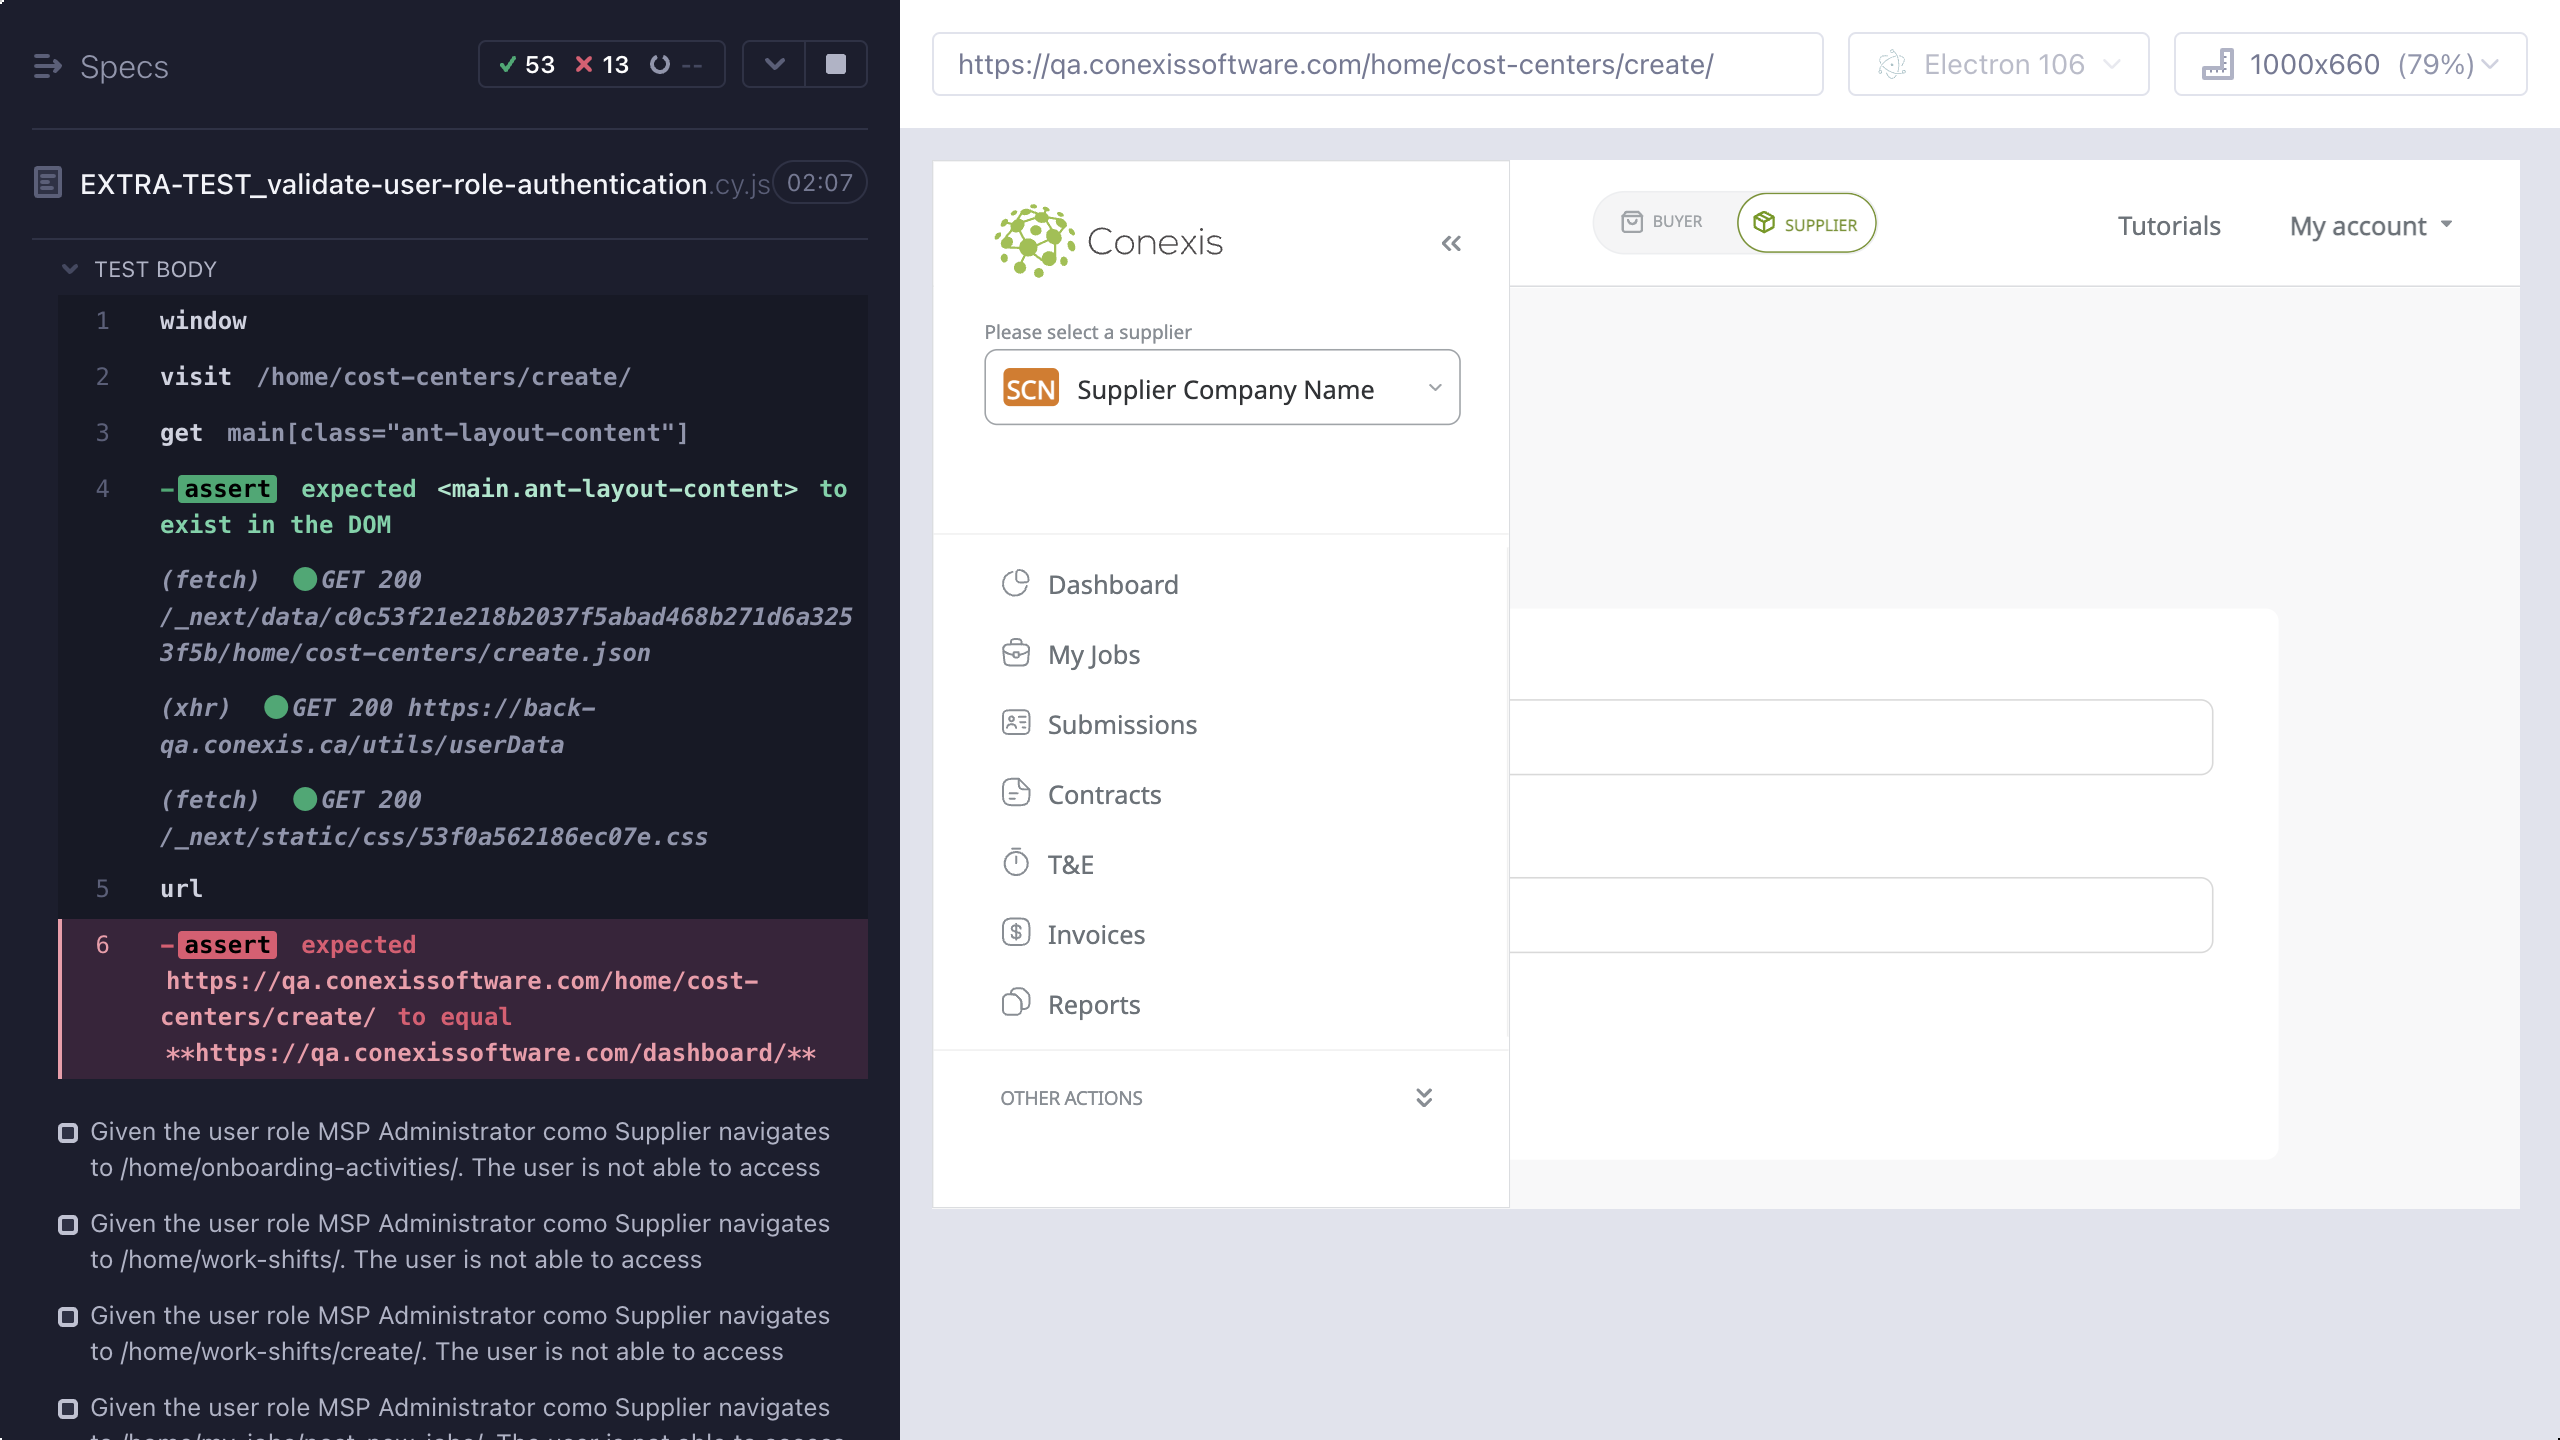 Specs
53 13 --
EXTRA-TEST_validate-user-role-authentication.cy.js 02:07
TEST BODY
1 window
2 visit /home/cost-centers/create/
3 get main[class="ant-layout-content"]
4 -assert expected <main.ant-layout-content> to
exist in the DOM
(fetch) GET 200
/_next/data/c0c53f21e218b2037f5abad468b271d6a325
3f5b/home/cost-centers/create.json
(xhr) GET 200 https://back-
qa.conexis.ca/utils/userData
(fetch) GET 200
/_next/static/css/53f0a562186ec07e.css
5 url
6 -assert expected
https://qa.conexissoftware.com/home/cost-
centers/create/ to equal
**https://qa.conexissoftware.com/dashboard/**
Given the user role MSP Administrator como Supplier navigates
to /home/onboarding-activities/. The user is not able to access
Given the user role MSP Administrator como Supplier navigates
to /home/work-shifts/. The user is not able to access
Given the user role MSP Administrator como Supplier navigates
to /home/work-shifts/create/. The user is not able to access
Given the user role MSP Administrator como Supplier navigates
https://qa.conexissoftware.com/home/cost-centers/create/
Electron 106
1000x660 (79%)
Conexis
Please select a supplier
SCN Supplier Company Name
Dashboard
My Jobs
Submissions
Contracts
T&E
Invoices
Reports
OTHER ACTIONS
BUYER
SUPPLIER
Tutorials
My account